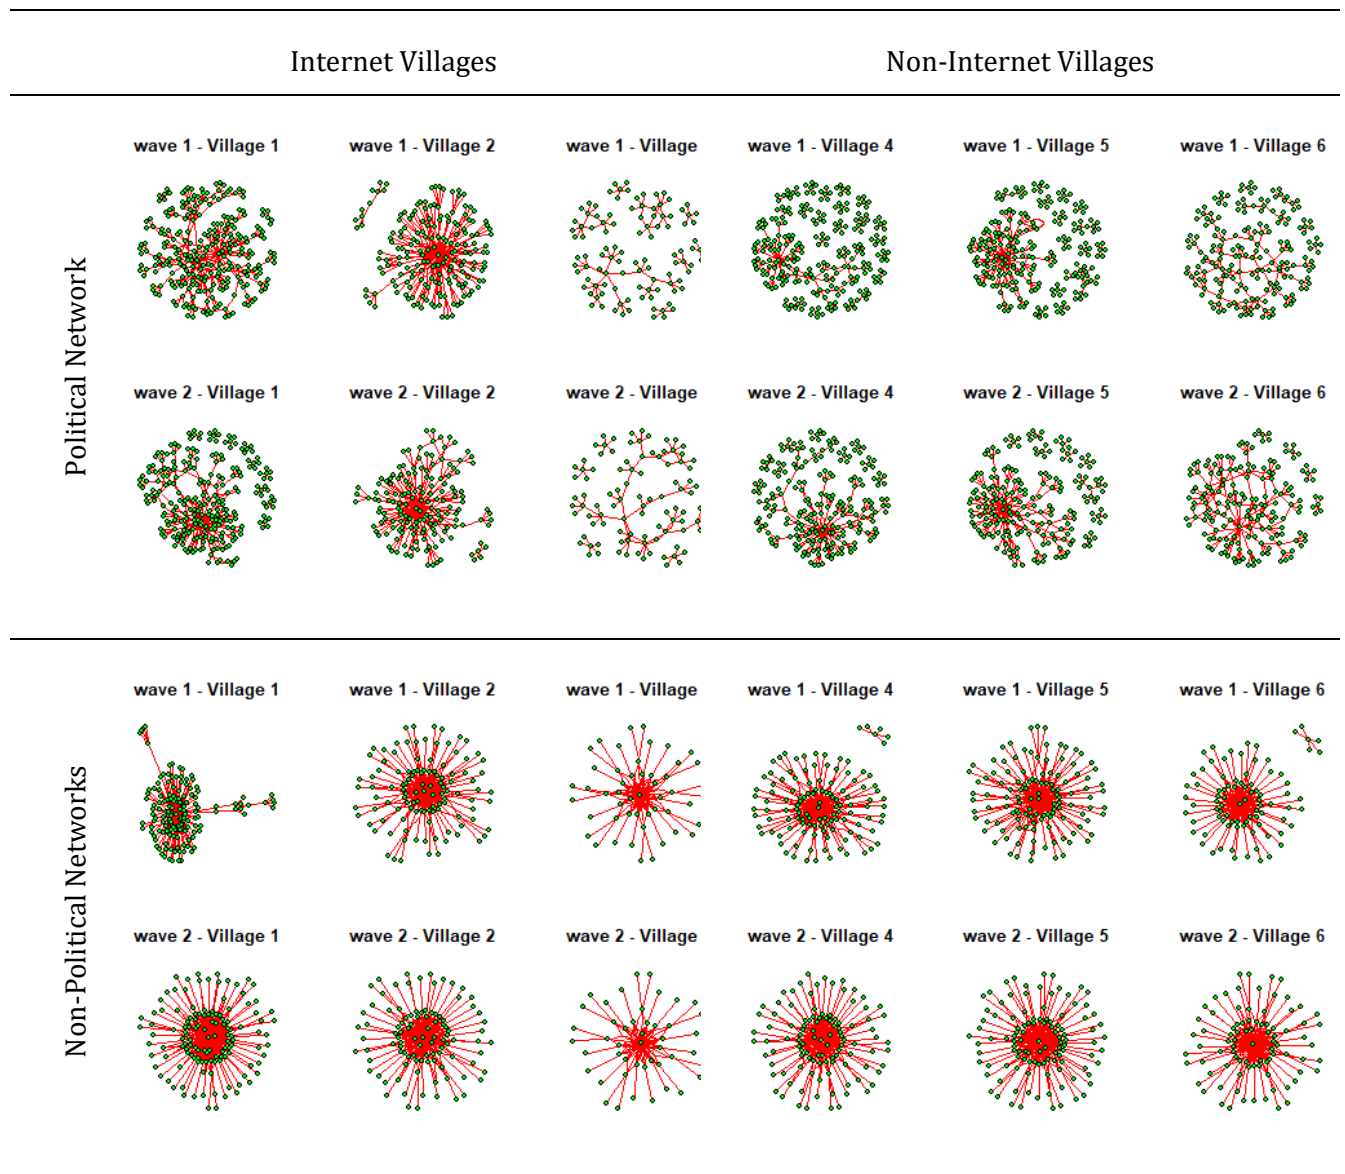 Internet Villages
Non-Internet Villages
Political Network
wave 1 - Village 1
wave 1 - Village 2
wave 1 - Village
wave 1 - Village 4
wave 1 - Village 5
wave 1 - Village 6
wave 2 - Village 1
wave 2 - Village 2
wave 2 - Village
wave 2 - Village 4
wave 2 - Village 5
wave 2 - Village 6
Non-Political Networks
wave 1 - Village 1
wave 1 - Village 2
wave 1 - Village
wave 1 - Village 4
wave 1 - Village 5
wave 1 - Village 6
wave 2 - Village 1
wave 2 - Village 2
wave 2 - Village
wave 2 - Village 4
wave 2 - Village 5
wave 2 - Village 6